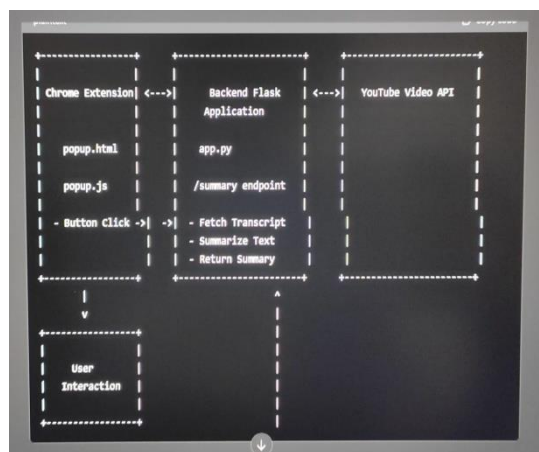 Chrome Extension <---> Backend Flask <---> YouTube Video API
Application
popup.html app.py
popup.js /summary endpoint
- Button Click -> -> - Fetch Transcript
- Summarize Text
- Return Summary
v ^
User
Interaction